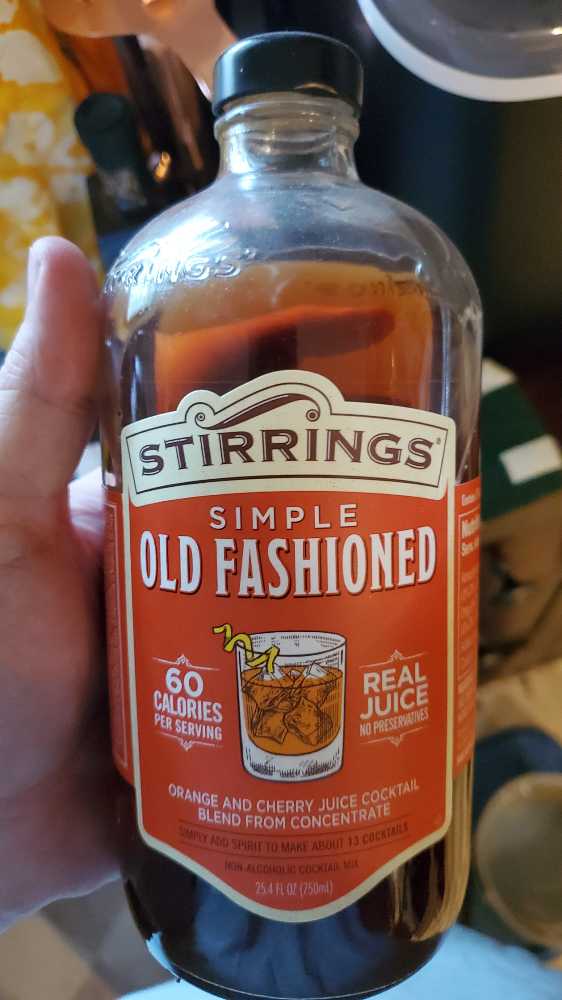 STIRRINGS
STIRRINGS®
SIMPLE
OLD FASHIONED
60
CALORIES
PER SERVING
REAL
JUICE
NO PRESERVATIVES
ORANGE AND CHERRY JUICE COCKTAIL
BLEND FROM CONCENTRATE
SIMPLY ADD SPIRIT TO MAKE ABOUT 13 COCKTAILS
NON-ALCOHOLIC COCKTAIL MIX
25.4 FL OZ (750mL)